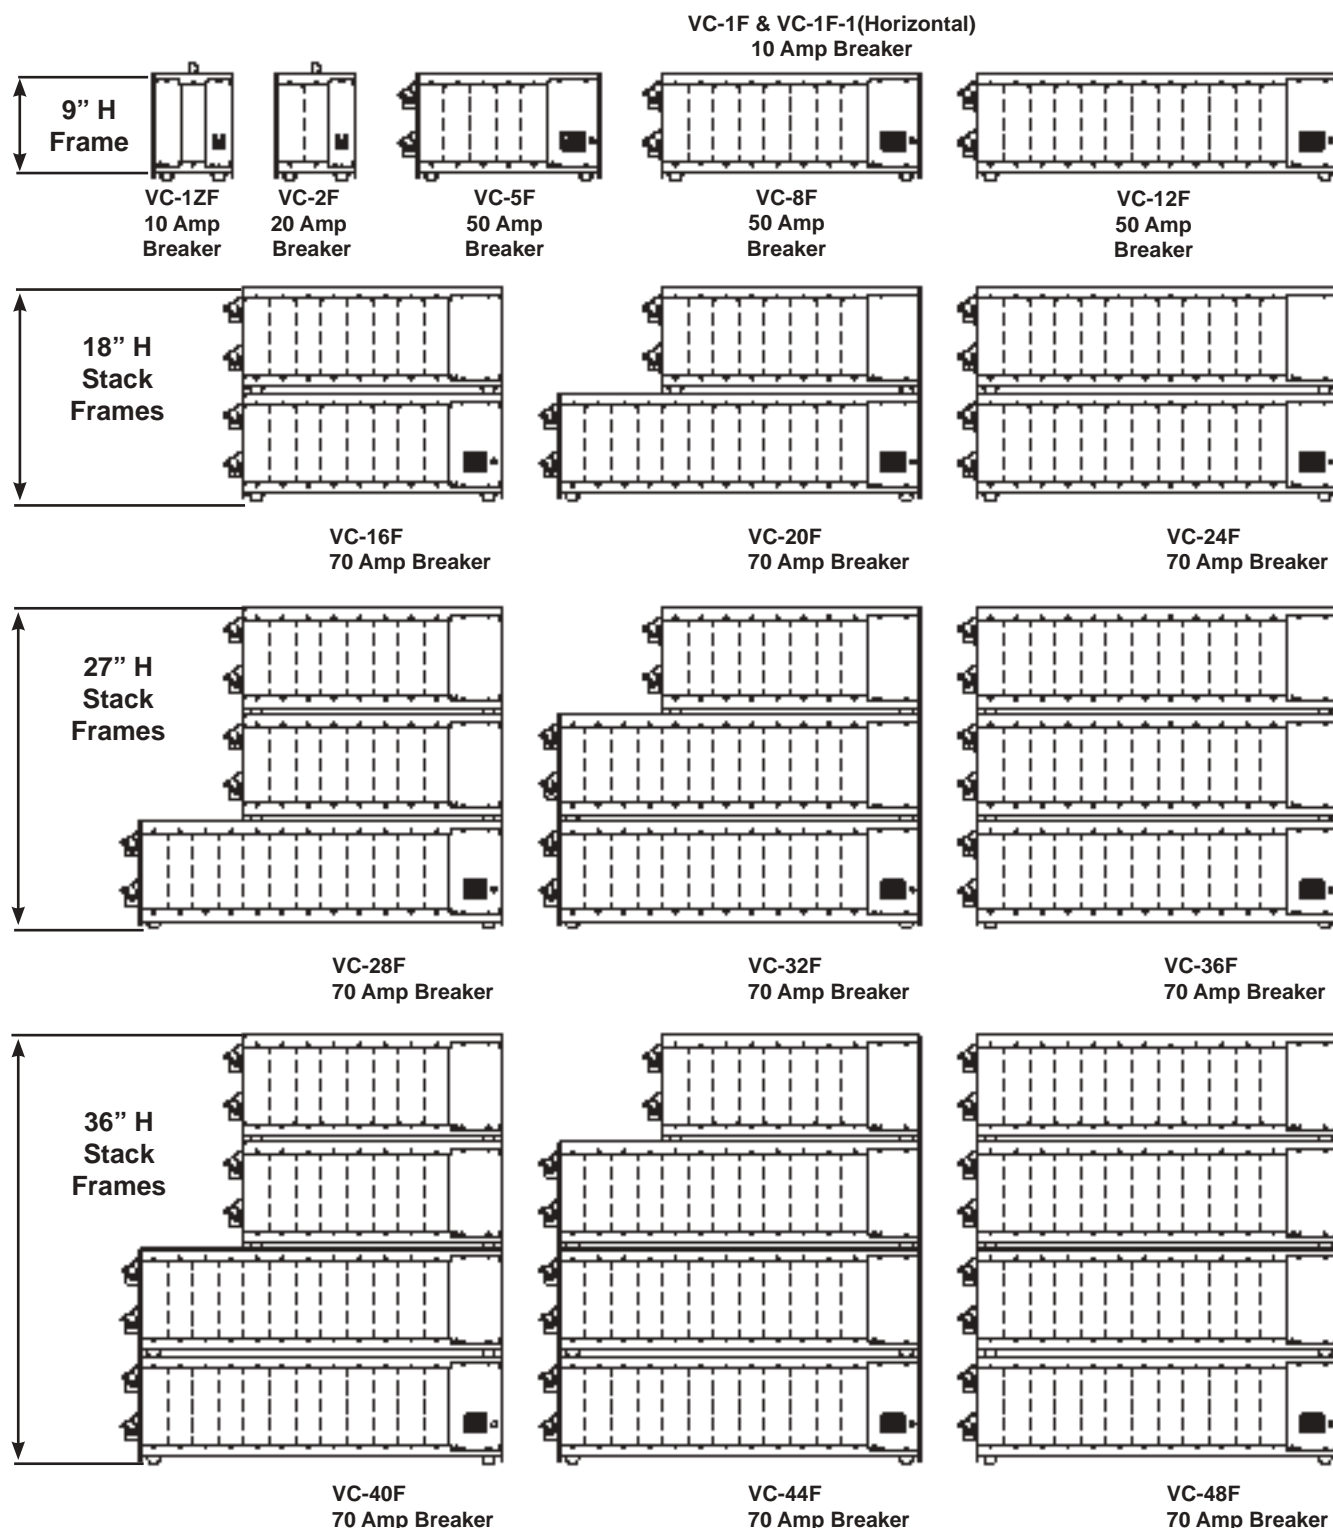 VC-1F & VC-1F-1(Horizontal)
10 Amp Breaker
9” H
Frame
VC-1ZF
10 Amp
Breaker
VC-2F
20 Amp
Breaker
VC-5F
50 Amp
Breaker
VC-8F
50 Amp
Breaker
VC-12F
50 Amp
Breaker
18” H
Stack
Frames
VC-16F
70 Amp Breaker
VC-20F
70 Amp Breaker
VC-24F
70 Amp Breaker
27” H
Stack
Frames
VC-28F
70 Amp Breaker
VC-32F
70 Amp Breaker
VC-36F
70 Amp Breaker
36” H
Stack
Frames
VC-40F
70 Amp Breaker
VC-44F
70 Amp Breaker
VC-48F
70 Amp Breaker